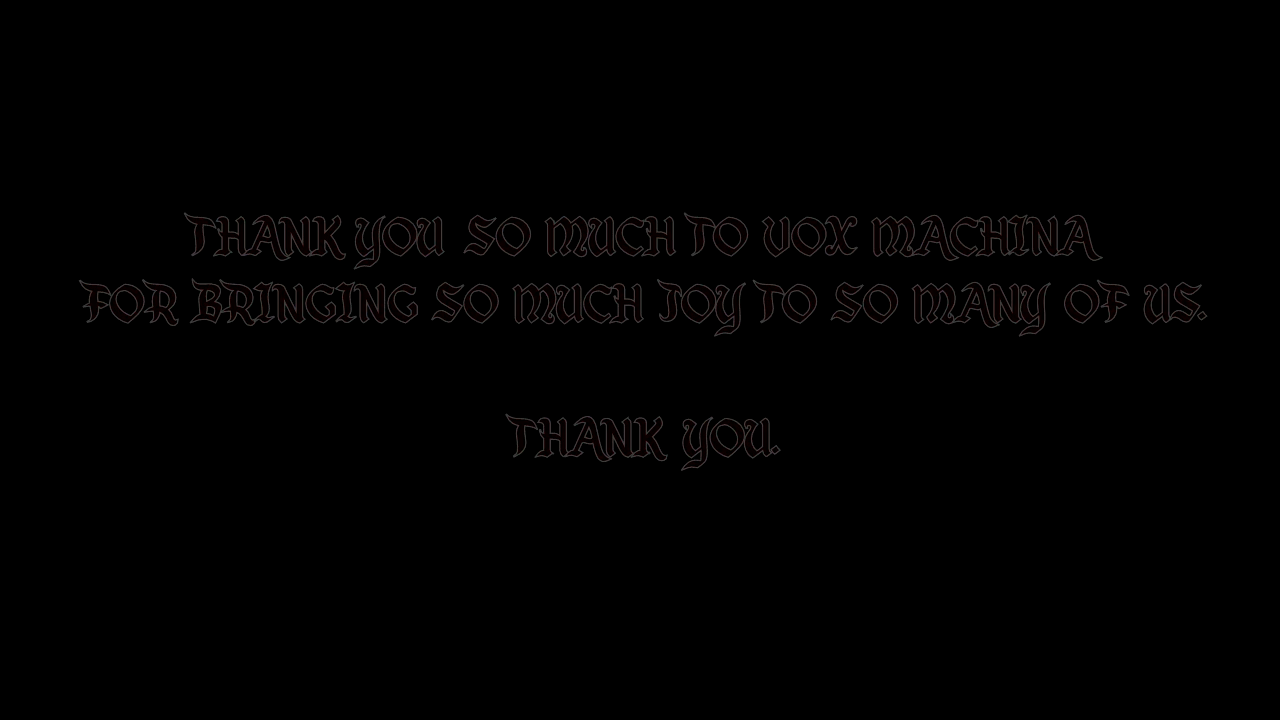 THANK YOU SO MUCH TO VOX MACHINA
FOR BRINGING SO MUCH JOY TO SO MANY OF US.
THANK YOU.